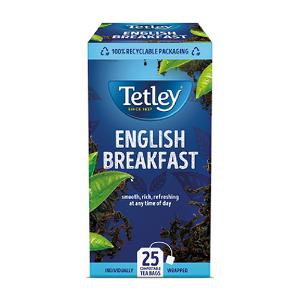 100% RECYCLABLE PACKAGING
Tetley
SINCE 1837
ENGLISH
BREAKFAST
smooth, rich, refreshing
at any time of day
INDIVIDUALLY
25
COMPOSTABLE
TEA BAGS
WRAPPED